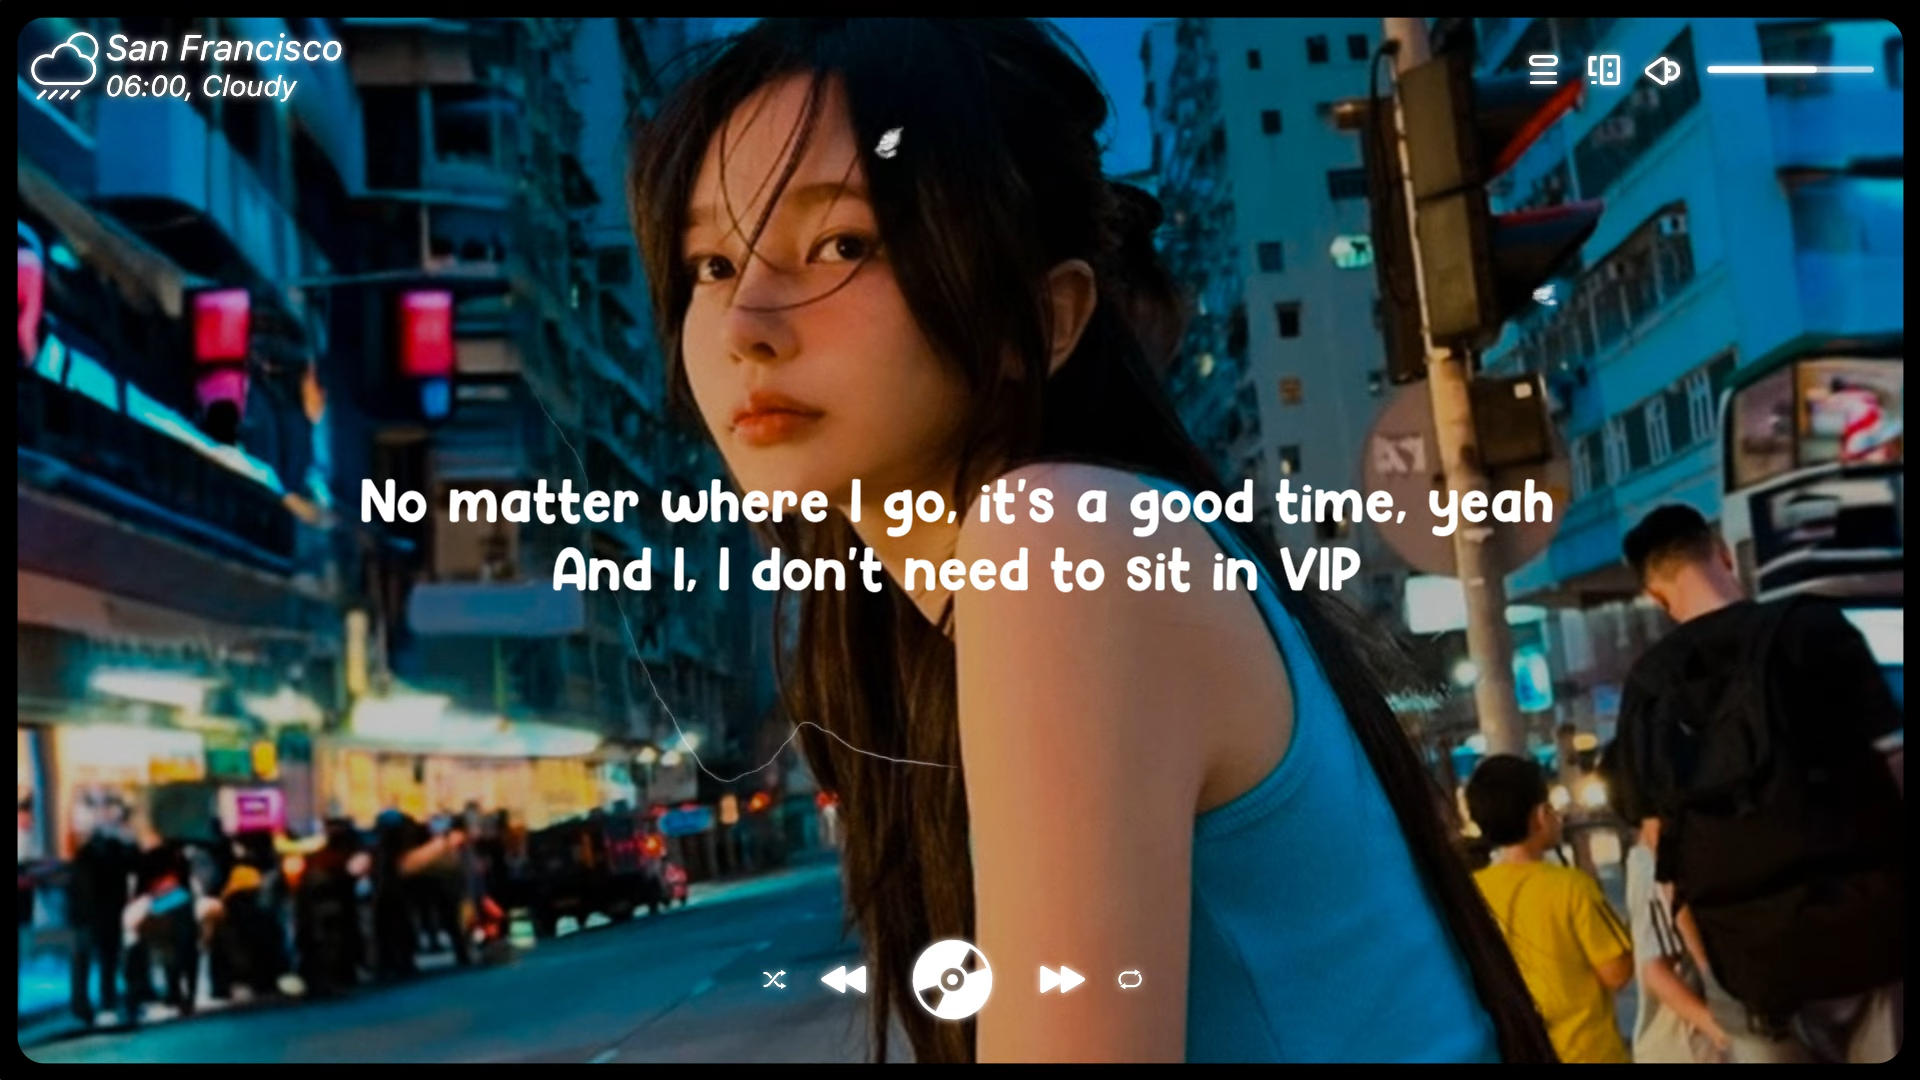 San Francisco
06:00, Cloudy
No matter where I go, it's a good time, yeah
And I, I don't need to sit in VIP